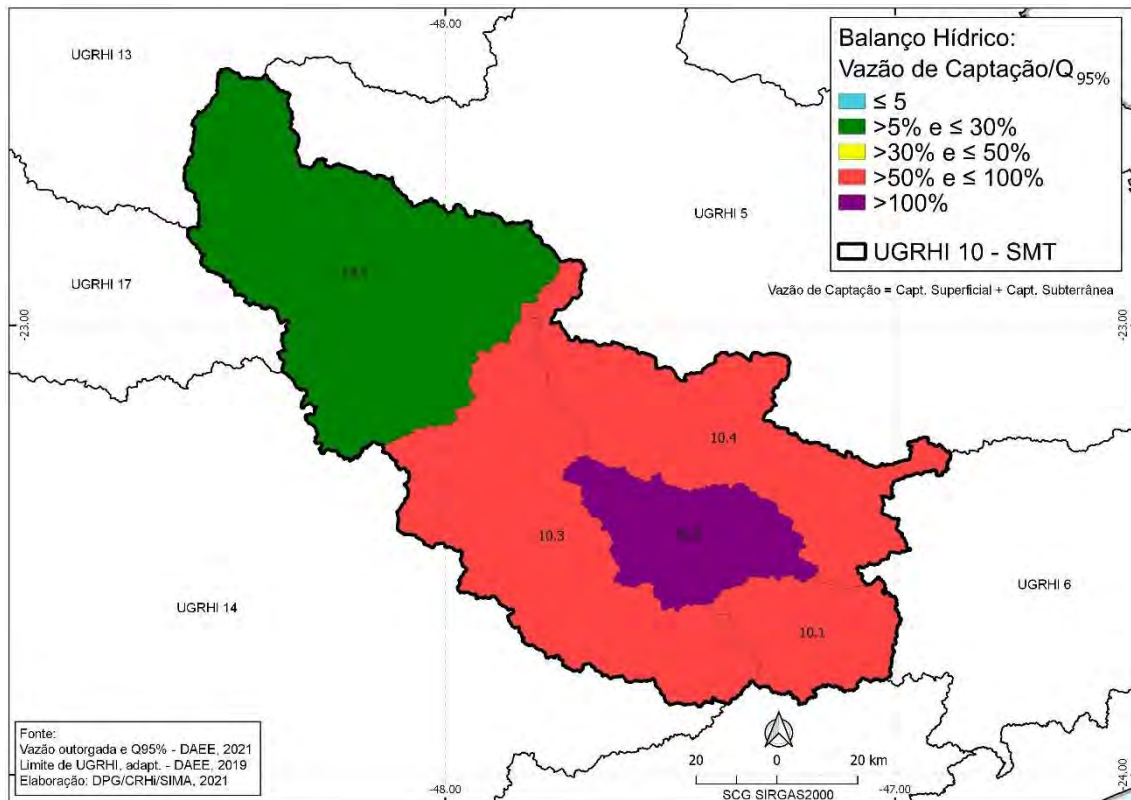 -48.00
UGRHI 13
Balanço Hídrico:
Vazão de Captação/Q95%
≤ 5
>5% e ≤ 30%
>30% e ≤ 50%
>50% e ≤ 100%
>100%
UGRHI 10 - SMT
UGRHI 5
UGRHI 17
Vazão de Captação = Capt. Superficial + Capt. Subterrânea
-23.00
-23.00
10.4
10.3
UGRHI 6
UGRHI 14
10.1
Fonte:
Vazão outorgada e Q95% - DAEE, 2021
Limite de UGRHI, adapt. - DAEE, 2019
Elaboração: DPG/CRHi/SIMA, 2021
20 0 20 km
SCG SIRGAS2000
-48.00
-47.00
-24.00